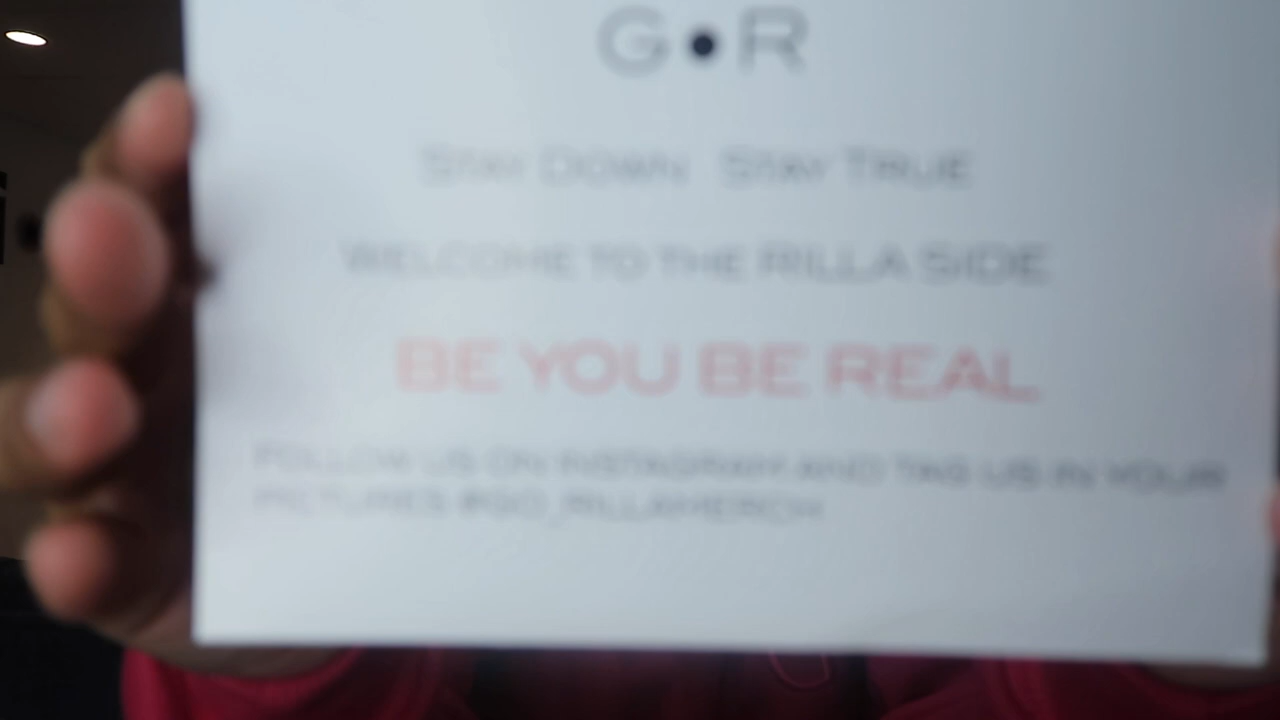 G•R
STAY DOWN STAY TRUE
WELCOME TO THE RILLA SIDE
BE YOU BE REAL
FOLLOW US ON INSTAGRAM AND TAG US IN YOUR
PICTURES #GO_RILLAMERCH